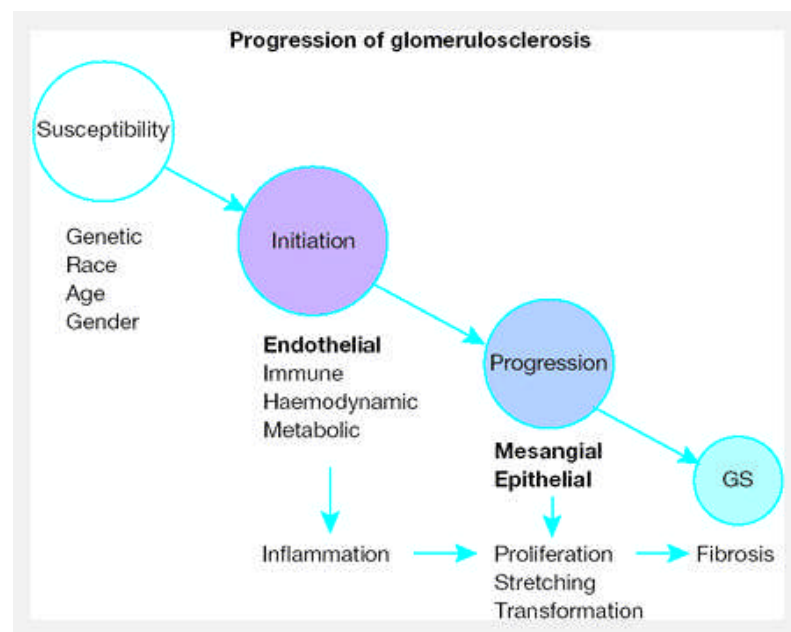 Progression of glomerulosclerosis
Susceptibility
Genetic
Race
Age
Gender
Initiation
Endothelial
Immune
Haemodynamic
Metabolic
Inflammation
Progression
Mesangial
Epithelial
Proliferation
Stretching
Transformation
GS
Fibrosis